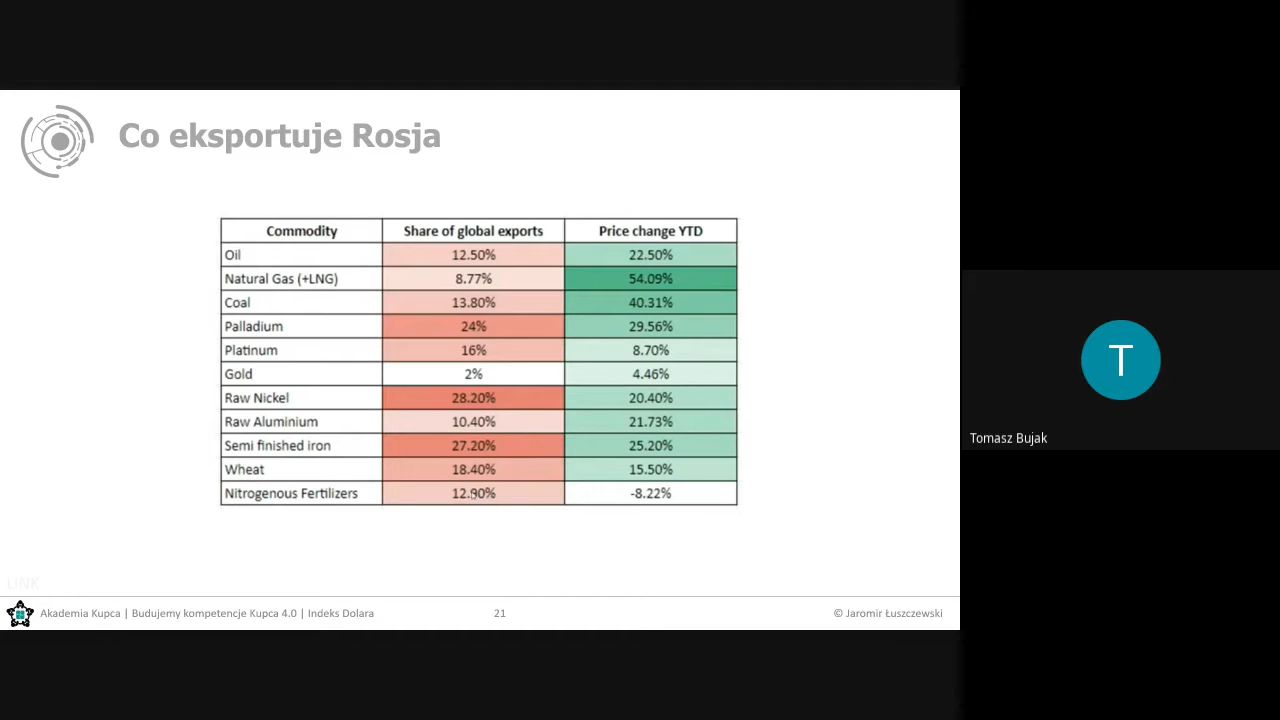 Co eksportuje Rosja
Commodity Share of global exports Price change YTD
Oil 12.50% 22.50%
Natural Gas (+LNG) 8.77% 54.09%
Coal 13.80% 40.31%
Palladium 24% 29.56%
Platinum 16% 8.70%
Gold 2% 4.46%
Raw Nickel 28.20% 20.40%
Raw Aluminium 10.40% 21.73%
Semi finished iron 27.20% 25.20%
Wheat 18.40% 15.50%
Nitrogenous Fertilizers -8.22%
LINK
Akademia Kupca | Budujemy kompetencje Kupca 4.0 | Indeks Dolara 21 © Jaromir Łuszczewski
T
Tomasz Bujak